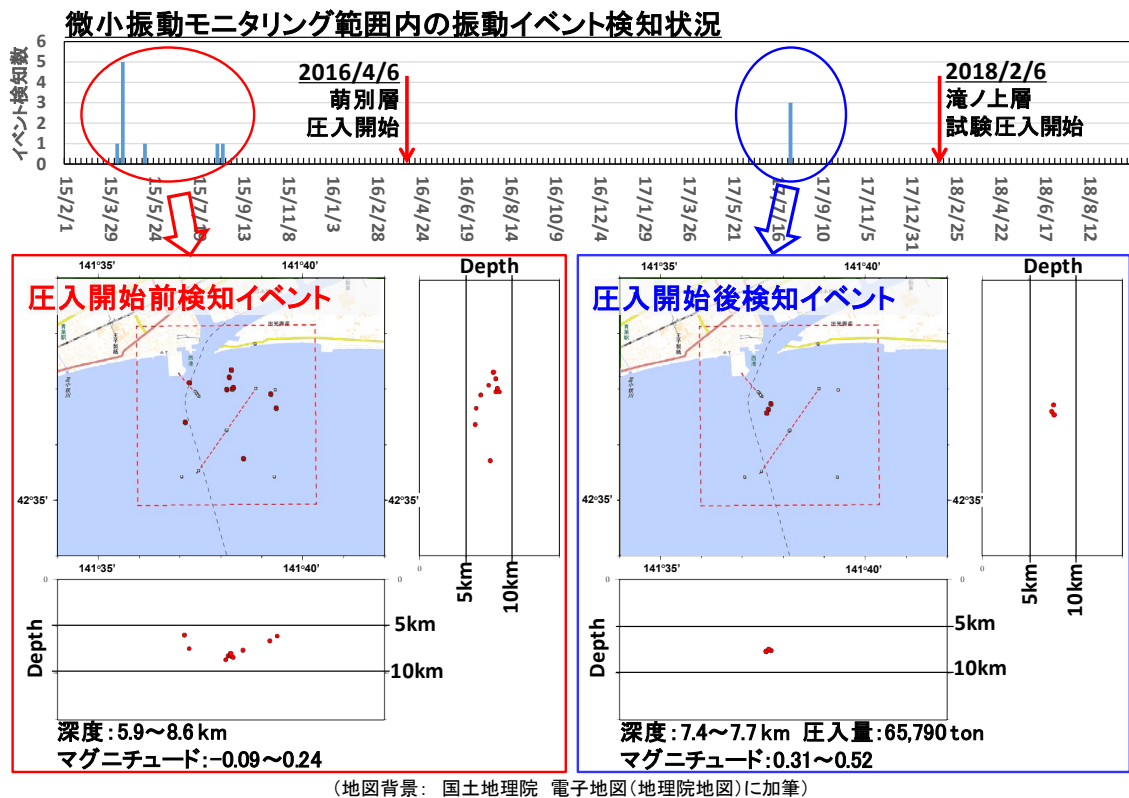 微小振動モニタリング範囲内の振動イベント検知状況
イベント検知数
6
5
4
3
2
1
0
2016/4/6
萌別層
圧入開始
2018/2/6
滝ノ上層
試験圧入開始
15/2/1
15/3/29
15/5/24
15/7/19
15/9/13
15/11/8
16/1/3
16/2/28
16/4/24
16/6/19
16/8/14
16/10/9
16/12/4
17/1/29
17/3/26
17/5/21
17/7/16
17/9/10
17/11/5
17/12/31
18/2/25
18/4/22
18/6/17
18/8/12
141°35′
141°40′
圧入開始前検知イベント
42°35′
141°35′
141°40′
Depth
0
5km
10km
0
0
Depth
5km
10km
深度：5.9～8.6 km
マグニチュード：-0.09～0.24
141°35′
141°40′
圧入開始後検知イベント
42°35′
141°35′
141°40′
Depth
0
5km
10km
0
0
Depth
5km
10km
深度：7.4～7.7 km 圧入量：65,790 ton
マグニチュード：0.31～0.52
（地図背景： 国土地理院 電子地図（地理院地図）に加筆）